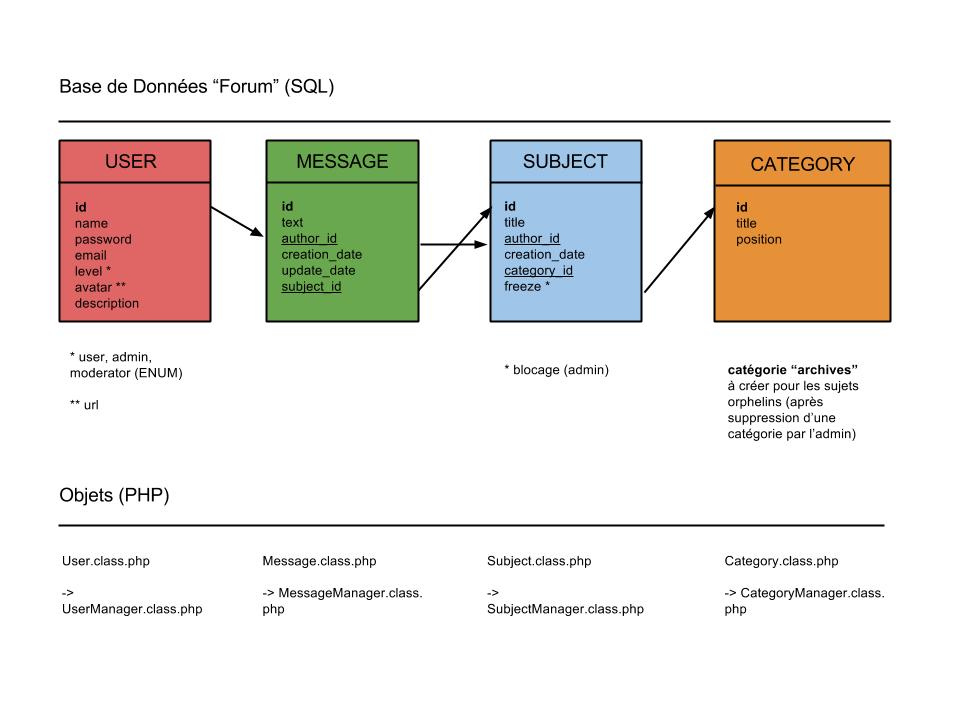 Base de Données “Forum” (SQL)
USER
id
name
password
email
level *
avatar **
description
MESSAGE
id
text
author_id
creation_date
update_date
subject_id
SUBJECT
id
title
author_id
creation_date
category_id
freeze *
CATEGORY
id
title
position
* user, admin,
moderator (ENUM)
** url
* blocage (admin)
catégorie “archives”
à créer pour les sujets
orphelins (après
suppression d’une
catégorie par l’admin)
Objets (PHP)
User.class.php
->
UserManager.class.php
Message.class.php
-> MessageManager.class.
php
Subject.class.php
->
SubjectManager.class.php
Category.class.php
-> CategoryManager.class.
php